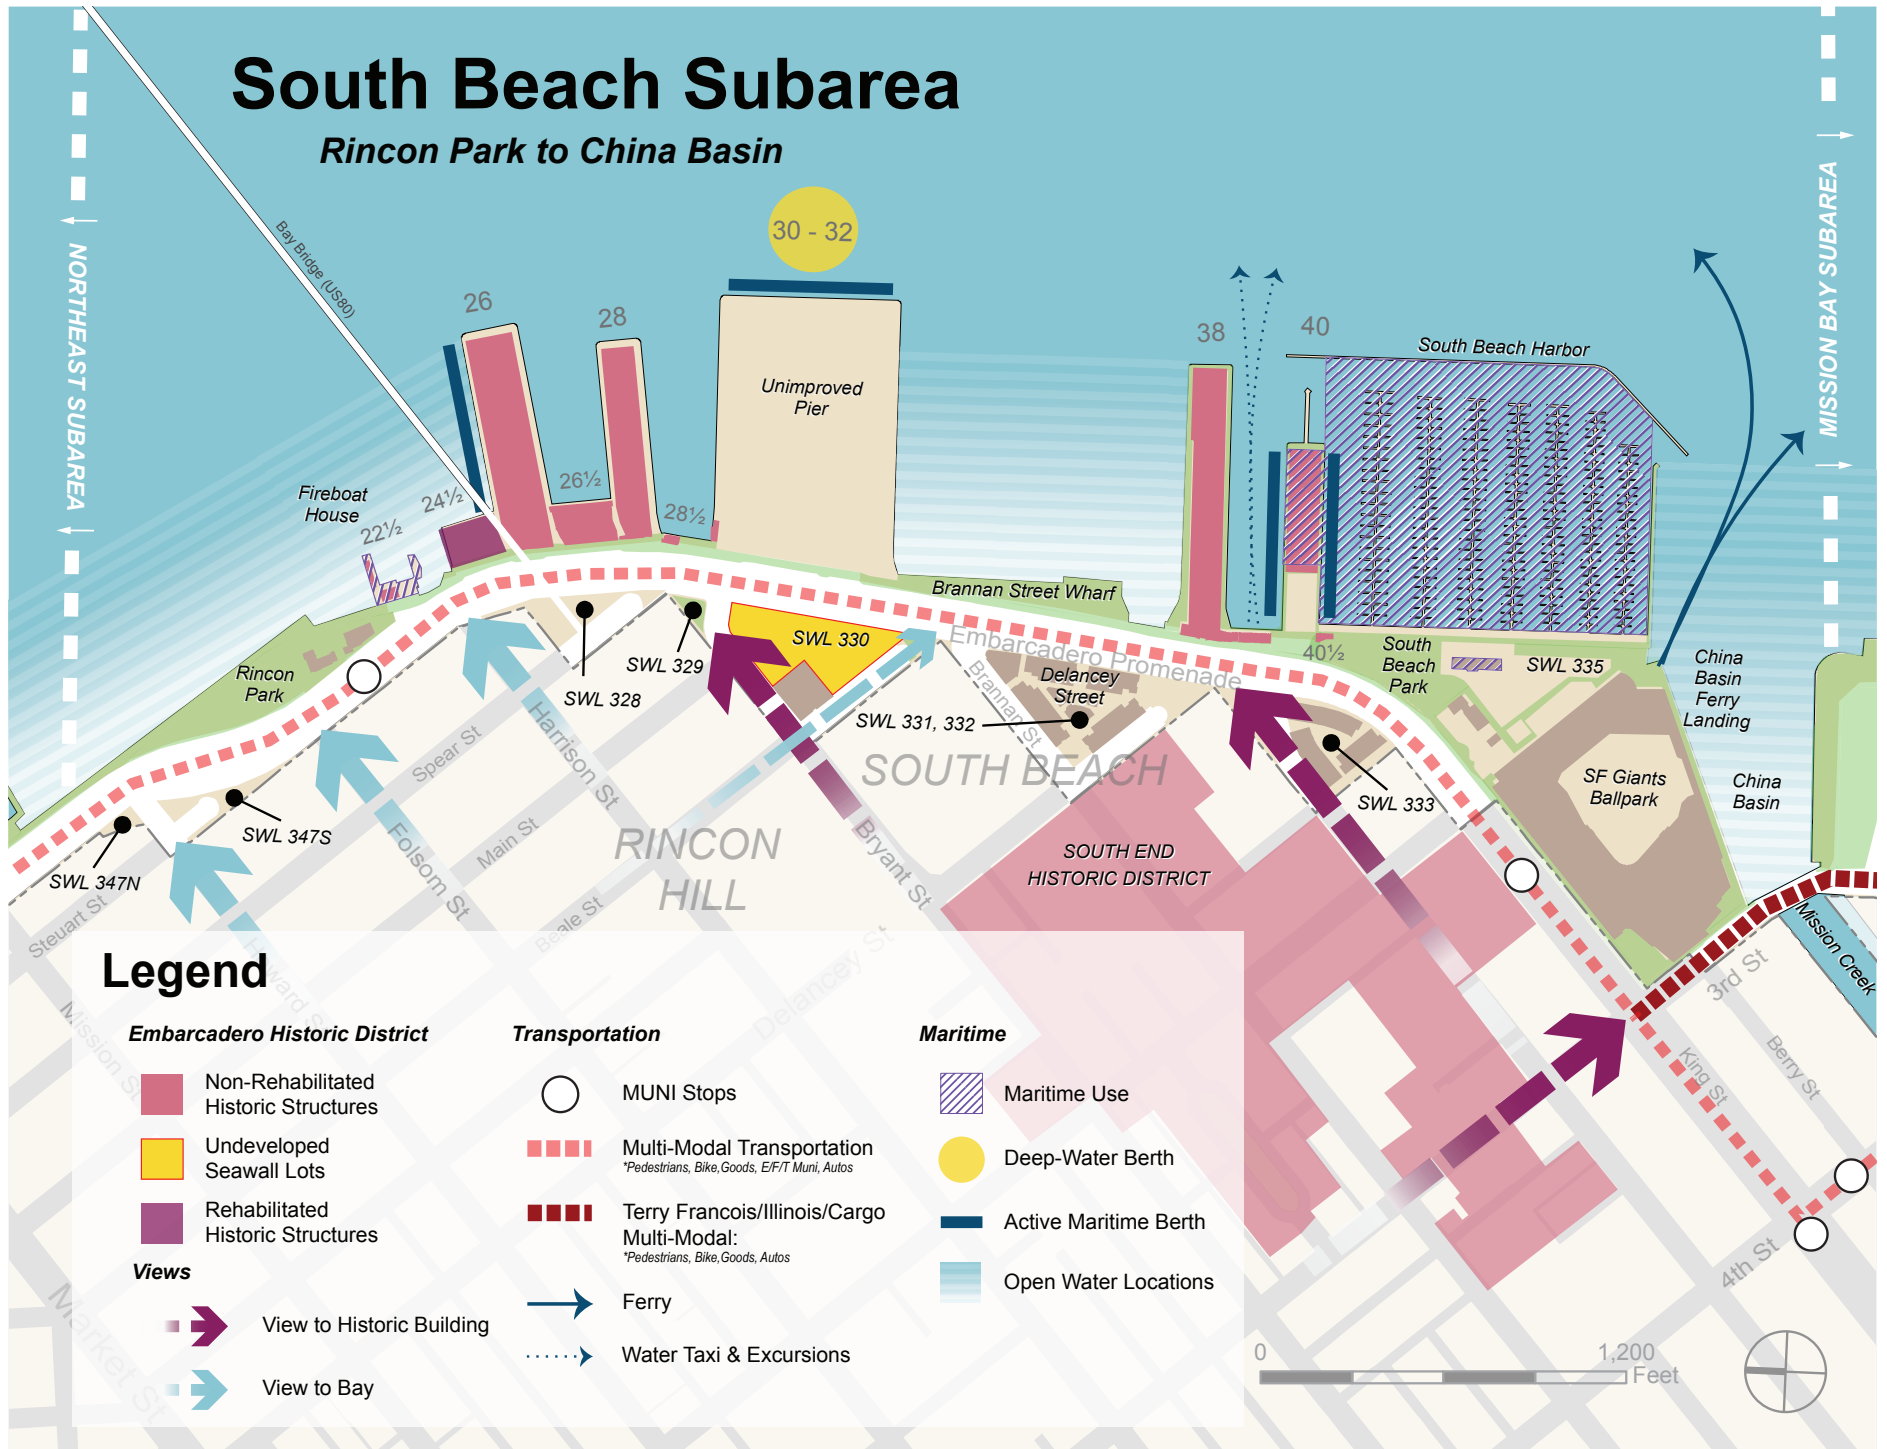 South Beach Subarea
Rincon Park to China Basin
NORTHEAST SUBAREA
MISSION BAY SUBAREA
Bay Bridge (US80)
30 - 32
26
28
38
40
South Beach Harbor
Unimproved
Pier
26½
24½
28½
22½
Fireboat
House
Brannan Street Wharf
Embarcadero Promenade
40½
South
Beach
Park
SWL 335
China
Basin
Ferry
Landing
China
Basin
SF Giants
Ballpark
Rincon
Park
SWL 328
SWL 329
SWL 330
SWL 331, 332
Delancey
Street
SWL 333
SWL 347S
SWL 347N
SOUTH BEACH
RINCON
HILL
SOUTH END
HISTORIC DISTRICT
Steuart St
Spear St
Main St
Beale St
Delancey St
Brannan St
Bryant St
Harrison St
Folsom St
Howard St
Mission St
Market St
3rd St
King St
Berry St
4th St
Mission Creek
Legend
Embarcadero Historic District
Non-Rehabilitated
Historic Structures
Undeveloped
Seawall Lots
Rehabilitated
Historic Structures
Views
View to Historic Building
View to Bay
Transportation
MUNI Stops
Multi-Modal Transportation
*Pedestrians, Bike,Goods, E/F/T Muni, Autos
Terry Francois/Illinois/Cargo
Multi-Modal:
*Pedestrians, Bike,Goods, Autos
Ferry
Water Taxi & Excursions
Maritime
Maritime Use
Deep-Water Berth
Active Maritime Berth
Open Water Locations
0
1,200
Feet